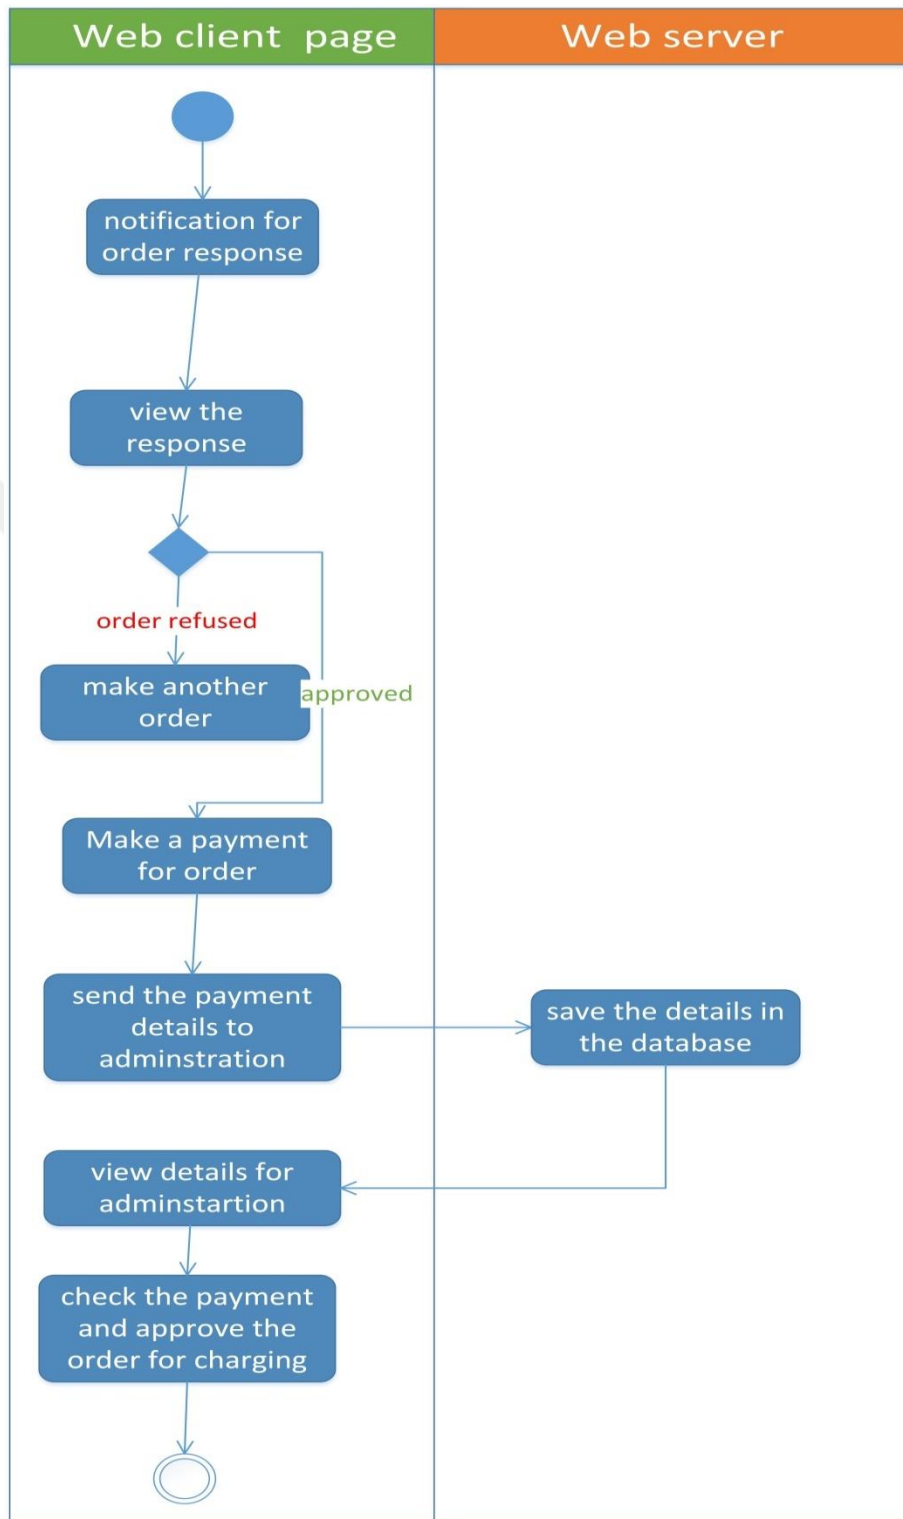 Web client page
Web server
notification for
order response
view the
response
order refused
make another
order
approved
Make a payment
for order
send the payment
details to
adminstration
save the details in
the database
view details for
adminstartion
check the payment
and approve the
order for charging